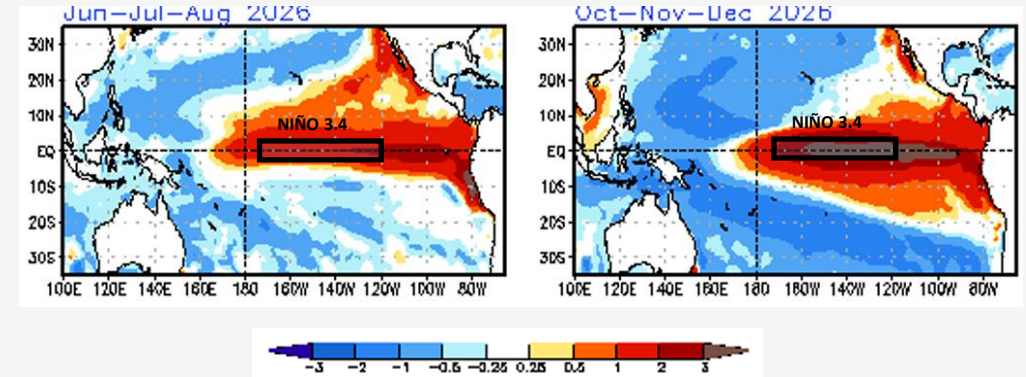 Jun-Jul-Aug 2026
Oct-Nov-Dec 2026
30N
20N
10N
EQ
10S
20S
30S
NIÑO 3.4
100E 120E 140E 160E 180 160W 140W 120W 100W 80W
30N
20N
10N
EQ
10S
20S
30S
NIÑO 3.4
100E 120E 140E 160E 180 160W 140W 120W 100W 80W
-3 -2 -1 -0.5 -0.25 0.25 0.5 1 2 3